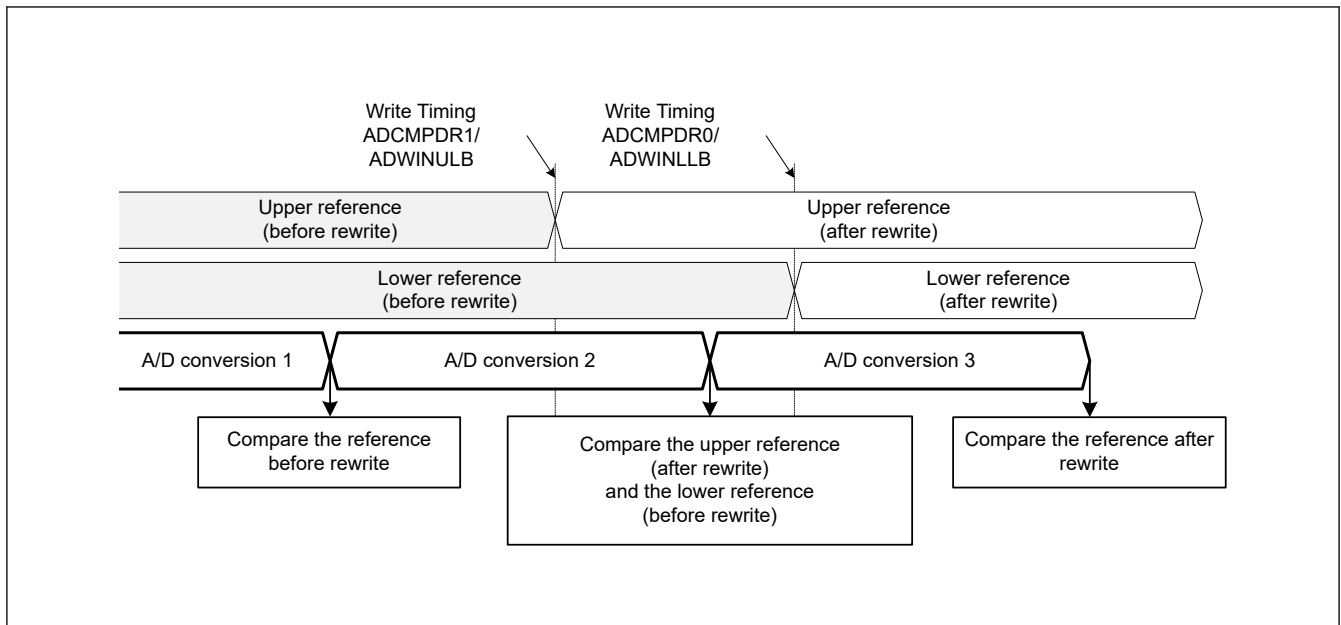 Write Timing
ADCMPDR1/
ADWINULB
Write Timing
ADCMPDR0/
ADWINLLB
Upper reference
(before rewrite)
Upper reference
(after rewrite)
Lower reference
(before rewrite)
Lower reference
(after rewrite)
A/D conversion 1
A/D conversion 2
A/D conversion 3
Compare the reference
before rewrite
Compare the upper reference
(after rewrite)
and the lower reference
(before rewrite)
Compare the reference after
rewrite